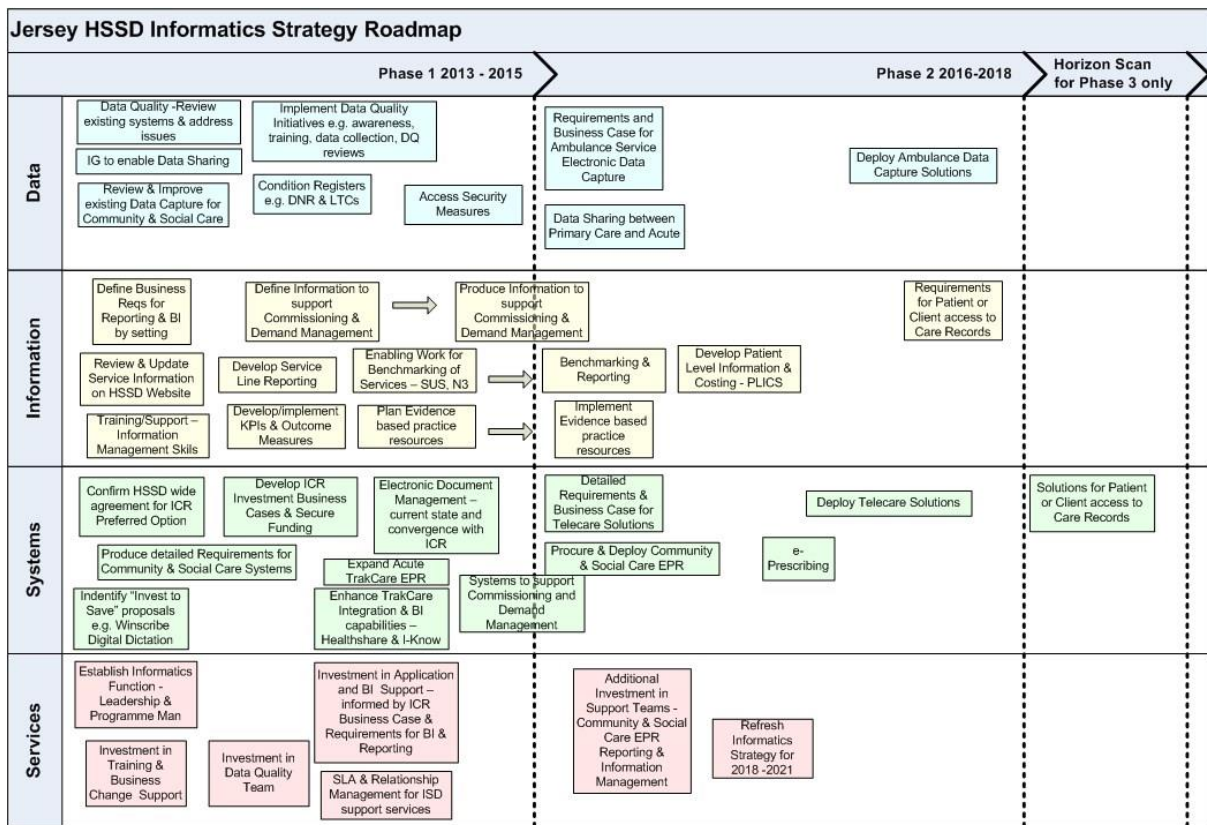 Jersey HSSD Informatics Strategy Roadmap
Phase 1 2013 - 2015
Phase 2 2016-2018
Horizon Scan
for Phase 3 only
Data
Data Quality -Review
existing systems & address
issues
Implement Data Quality
Initiatives e.g. awareness,
training, data collection, DQ
reviews
IG to enable Data Sharing
Review & Improve
existing Data Capture for
Community & Social Care
Condition Registers
e.g. DNR & LTCs
Access Security
Measures
Requirements and
Business Case for
Ambulance Service
Electronic Data
Capture
Deploy Ambulance Data
Capture Solutions
Data Sharing between
Primary Care and Acute
Information
Define Business
Reqs for
Reporting & BI
by setting
Define Information to
support
Commissioning &
Demand Management
Produce Information to
support
Commissioning &
Demand Management
Requirements
for Patient or
Client access to
Care Records
Review & Update
Service Information
on HSSD Website
Develop Service
Line Reporting
Enabling Work for
Benchmarking of
Services – SUS, N3
Benchmarking &
Reporting
Develop Patient
Level Information &
Costing - PLICS
Training/Support –
Information
Management Skils
Develop/implement
KPIs & Outcome
Measures
Plan Evidence
based practice
resources
Implement
Evidence based
practice
resources
Systems
Confirm HSSD wide
agreement for ICR
Preferred Option
Develop ICR
Investment Business
Cases & Secure
Funding
Electronic Document
Management –
current state and
convergence with
ICR
Detailed
Requirements &
Business Case for
Telecare Solutions
Deploy Telecare Solutions
Solutions for Patient
or Client access to
Care Records
Produce detailed Requirements for
Community & Social Care Systems
Expand Acute
TrakCare EPR
Procure & Deploy Community
& Social Care EPR
e-
Prescribing
Indentify “Invest to
Save” proposals
e.g. Winscribe
Digital Dictation
Enhance TrakCare
Integration & BI
capabilities –
Healthshare & I-Know
Systems to support
Commissioning and
Demand
Management
Services
Establish Informatics
Function -
Leadership &
Programme Man
Investment in Application
and BI Support –
informed by ICR
Business Case &
Requirements for BI &
Reporting
Additional
Investment in
Support Teams -
Community & Social
Care EPR
Reporting &
Information
Management
Refresh
Informatics
Strategy for
2018 -2021
Investment in
Training &
Business
Change Support
Investment in
Data Quality
Team
SLA & Relationship
Management for ISD
support services